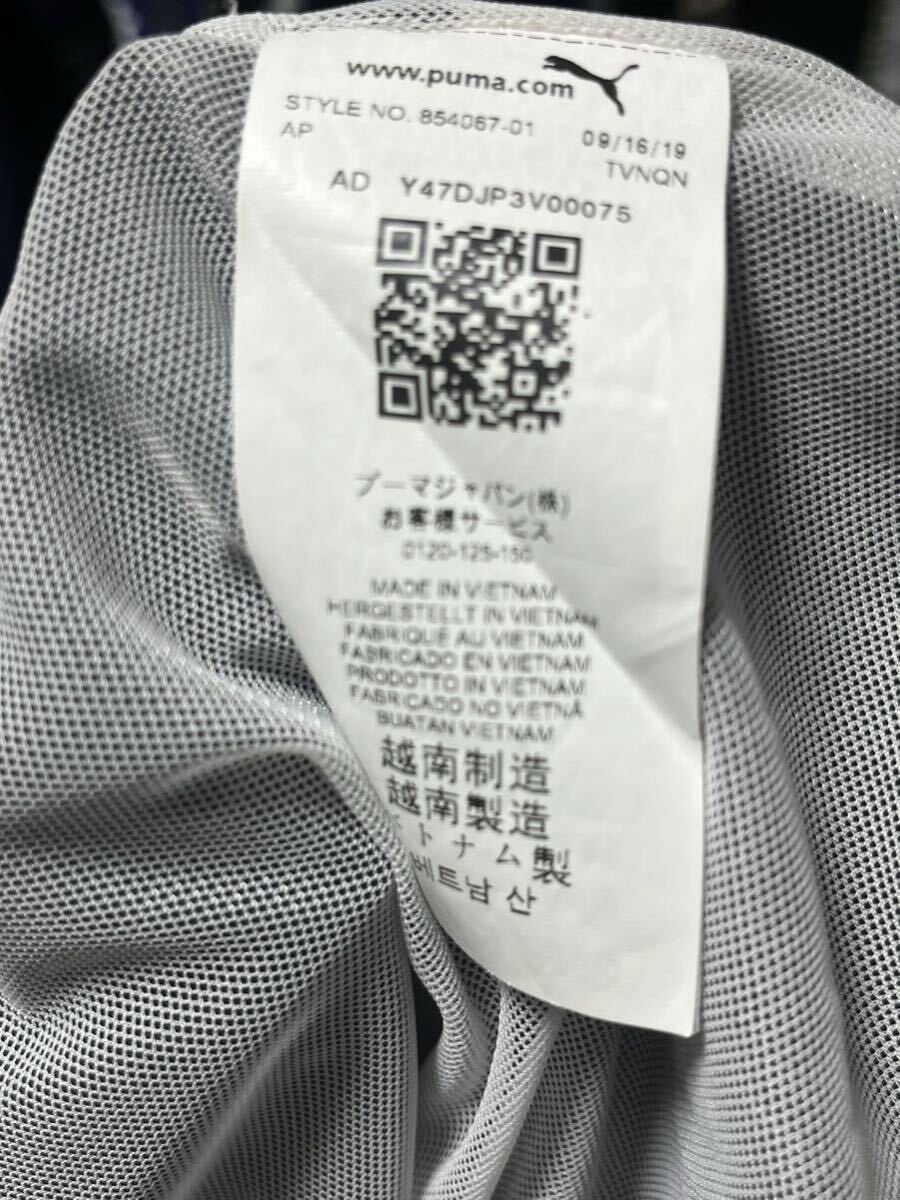 www.puma.com
STYLE NO. 854067-01 09/16/19
AP TVNQN
AD Y47DJP3V00075
プーマジャパン(株)
お客様サービス
0120-125-150
MADE IN VIETNAM
HERGESTELLT IN VIETNAM
FABRIQUÉ AU VIETNAM
FABRICADO EN VIETNAM
PRODOTTO IN VIETNAM
FABRICADO NO VIETNÃ
BUATAN VIETNAM
越南制造
越南製造
トナム製
베트남 산